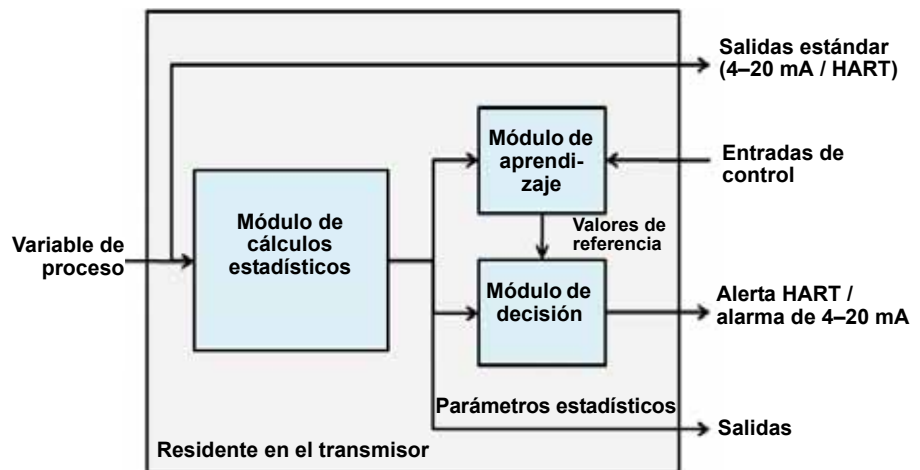 Salidas estándar
(4–20 mA / HART)
Módulo de
aprendi-
zaje
Entradas de
control
Módulo de
cálculos
estadísticos
Variable de
proceso
Valores de
referencia
Módulo de
decisión
Alerta HART /
alarma de 4–20 mA
Parámetros estadísticos
Salidas
Residente en el transmisor